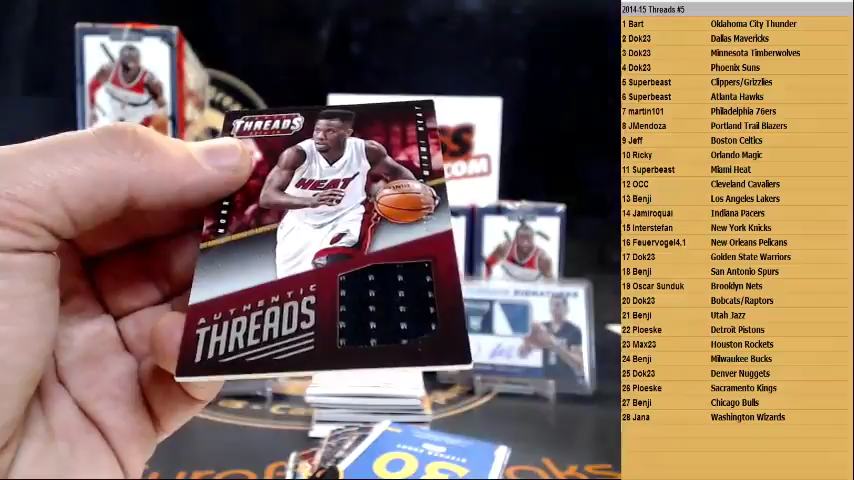 THREADS
MIAMI HEAT
HEAT
AUTHENTIC
THREADS
SIGNATURES
.COM
30
2014-15 Threads #5
1 Bart Oklahoma City Thunder
2 Dok23 Dallas Mavericks
3 Dok23 Minnesota Timberwolves
4 Dok23 Phoenix Suns
5 Superbeast Clippers/Grizzlies
6 Superbeast Atlanta Hawks
7 martin101 Philadelphia 76ers
8 JMendoza Portland Trail Blazers
9 Jeff Boston Celtics
10 Ricky Orlando Magic
11 Superbeast Miami Heat
12 OCC Cleveland Cavaliers
13 Benji Los Angeles Lakers
14 Jamiroquai Indiana Pacers
15 Interstefan New York Knicks
16 Feuervogel4.1 New Orleans Pelicans
17 Dok23 Golden State Warriors
18 Benji San Antonio Spurs
19 Oscar Sunduk Brooklyn Nets
20 Dok23 Bobcats/Raptors
21 Benji Utah Jazz
22 Ploeske Detroit Pistons
23 Max23 Houston Rockets
24 Benji Milwaukee Bucks
25 Dok23 Denver Nuggets
26 Ploeske Sacramento Kings
27 Benji Chicago Bulls
28 Jana Washington Wizards